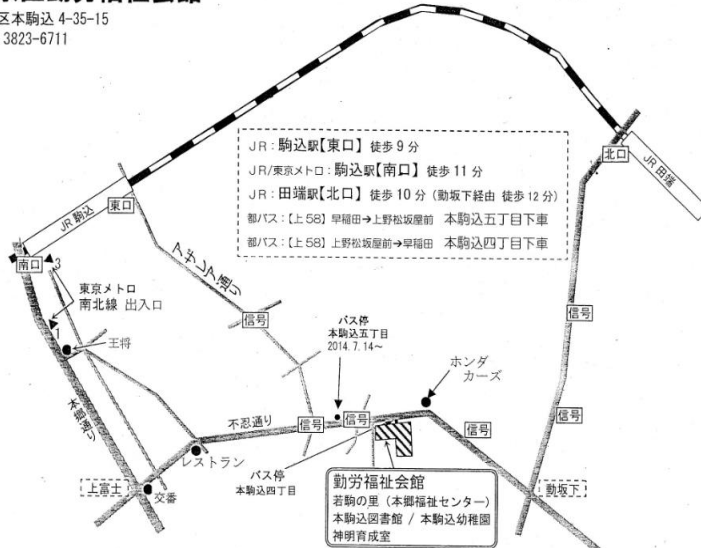 区本駒込 4-35-15
3823-6711
JR：駒込駅【東口】 徒歩 9 分
JR/東京メトロ：駒込駅【南口】 徒歩 11 分
JR：田端駅【北口】 徒歩 10 分（動坂下経由 徒歩 12 分）
都バス：【上 58】早稲田→上野松坂屋前 本駒込五丁目下車
都バス：【上 58】上野松坂屋前→早稲田 本駒込四丁目下車
北口
JR 田端
JR 駒込
東口
南口
3
東京メトロ
南北線 出入口
1
王将
アザレア通り
信号
バス停
本駒込五丁目
2014.7.14～
信号
信号
ホンダ
カーズ
本郷通り
不忍通り
信号
信号
信号
レストラン
バス停
本駒込四丁目
上富士
交番
動坂下
勤労福祉会館
若駒の里（本郷福祉センター）
本駒込図書館 / 本駒込幼稚園
神明育成室